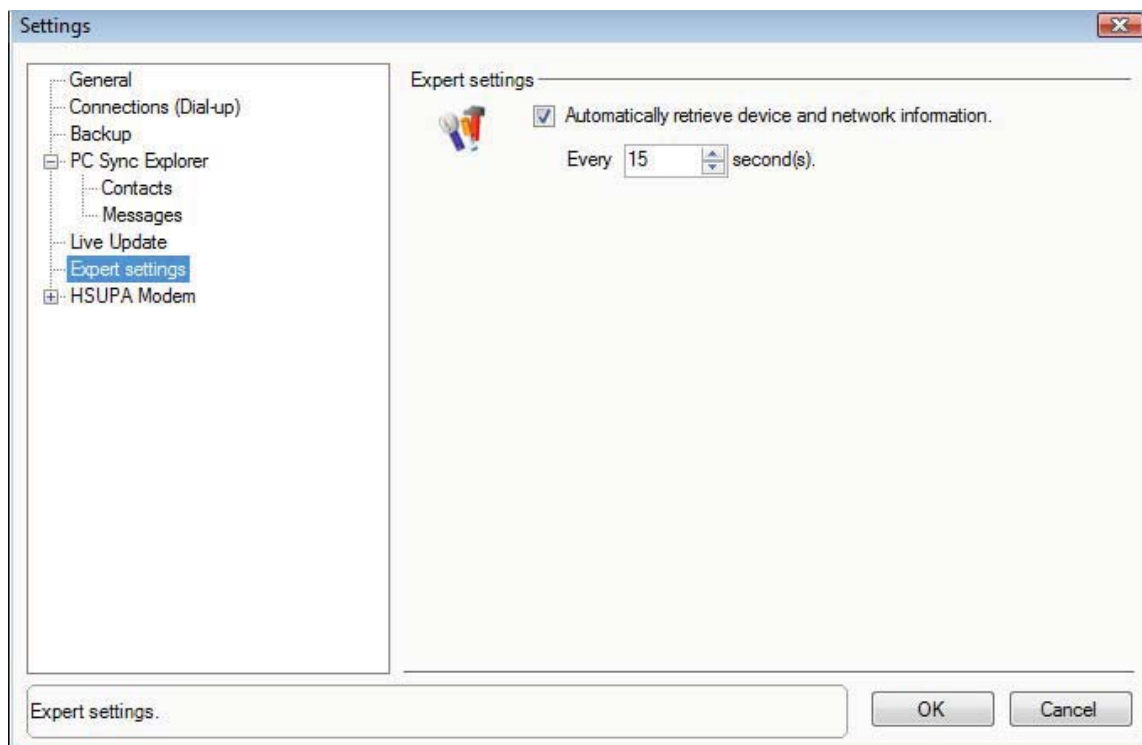 Settings
General
Connections (Dial-up)
Backup
PC Sync Explorer
Contacts
Messages
Live Update
Expert settings
HSUPA Modem
Expert settings
Automatically retrieve device and network information.
Every 15 second(s).
Expert settings.
OK
Cancel